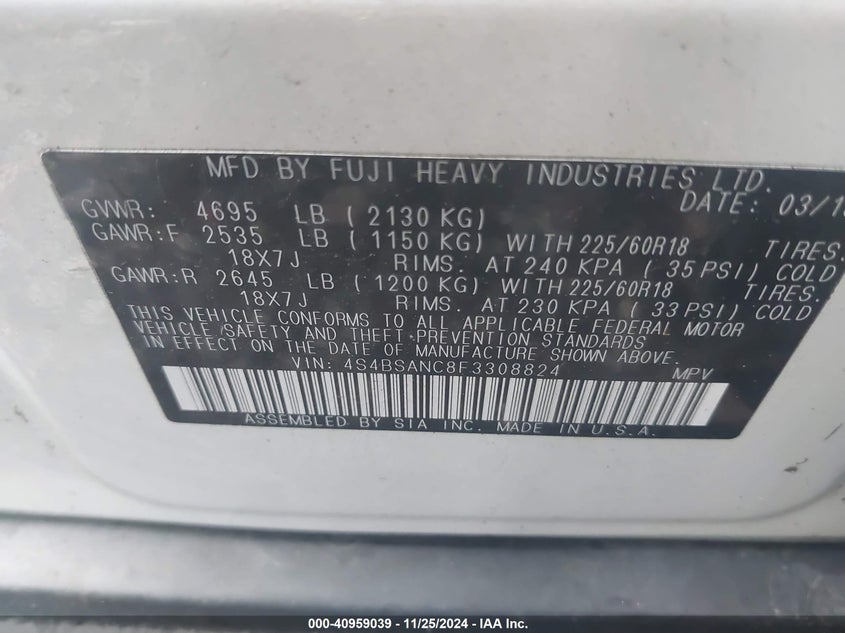 MFD BY FUJI HEAVY INDUSTRIES LTD.
GVWR: 4695 LB (2130 KG) DATE: 03/1
GAWR:F 2535 LB (1150 KG) WITH 225/60R18 TIRES.
18X7J RIMS. AT 240 KPA (35 PSI) COLD
GAWR:R 2645 LB (1200 KG) WITH 225/60R18 TIRES.
18X7J RIMS. AT 230 KPA (33 PSI) COLD
THIS VEHICLE CONFORMS TO ALL APPLICABLE FEDERAL MOTOR
VEHICLE SAFETY AND THEFT PREVENTION STANDARDS
IN EFFECT ON THE DATE OF MANUFACTURE SHOWN ABOVE.
VIN: 4S4BSANC8F3308824 MPV
ASSEMBLED BY SIA INC. MADE IN U.S.A.
000-40959039 - 11/25/2024 - IAA Inc.